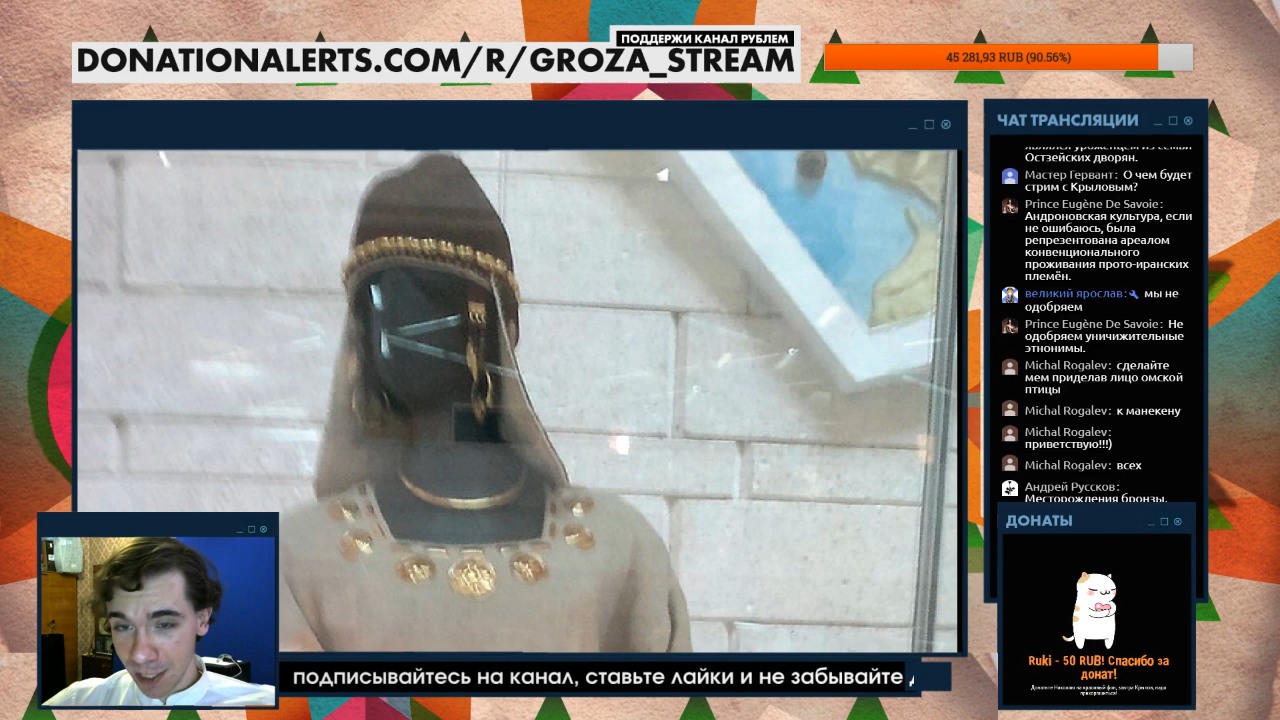 ПОДДЕРЖИ КАНАЛ РУБЛЕМ
DONATIONALERTS.COM/R/GROZA_STREAM
45 281,93 RUB (90.56%)
ЧАТ ТРАНСЛЯЦИИ
являлся уроженцем из семьи
Остзейских дворян.
Мастер Гервант: О чем будет
стрим с Крыловым?
Prince Eugène De Savoie:
Андроновская культура, если
не ошибаюсь, была
репрезентована ареалом
конвенционального
проживания прото-иранских
племён.
великий ярослав: мы не
одобряем
Prince Eugène De Savoie: Не
одобряем уничижительные
этнонимы.
Michal Rogalev: сделайте
мем приделав лицо омской
птицы
Michal Rogalev: к манекену
Michal Rogalev:
приветствую!!!)
Michal Rogalev: всех
Андрей Руссков:
Месторождения бронзы.
ДОНАТЫ
Ruki - 50 RUB! Спасибо за
донат!
подписывайтесь на канал, ставьте лайки и не забывайте